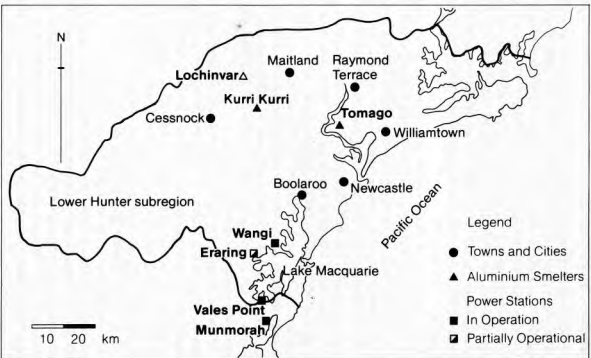 N
Maitland
Raymond
Terrace
Lochinvar
Kurri Kurri
Tomago
Cessnock
Williamtown
Boolaroo
Newcastle
Lower Hunter subregion
Pacific Ocean
Wangi
Eraring
Lake Macquarie
Vales Point
Munmorah
10 20 km
Legend
Towns and Cities
Aluminium Smelters
Power Stations
In Operation
Partially Operational